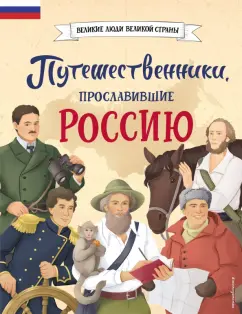 ВЕЛИКИЕ ЛЮДИ ВЕЛИКОЙ СТРАНЫ
Путешественники,
ПРОСЛАВИВШИЕ
РОССИЮ